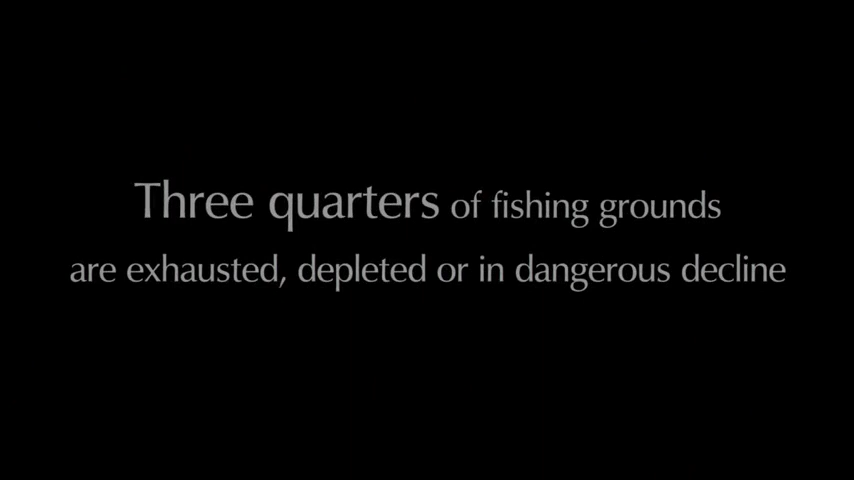 Three quarters of fishing grounds
are exhausted, depleted or in dangerous decline